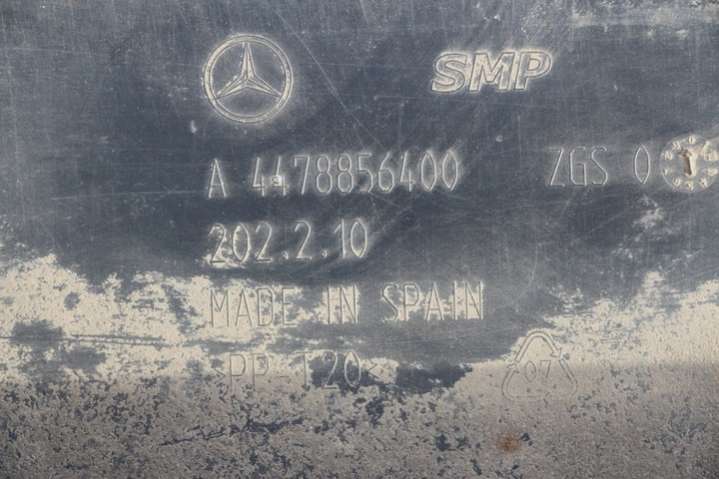 SMP
A 4478856400 ZGS 0
202.2.10
MADE IN SPAIN
PP T20
07